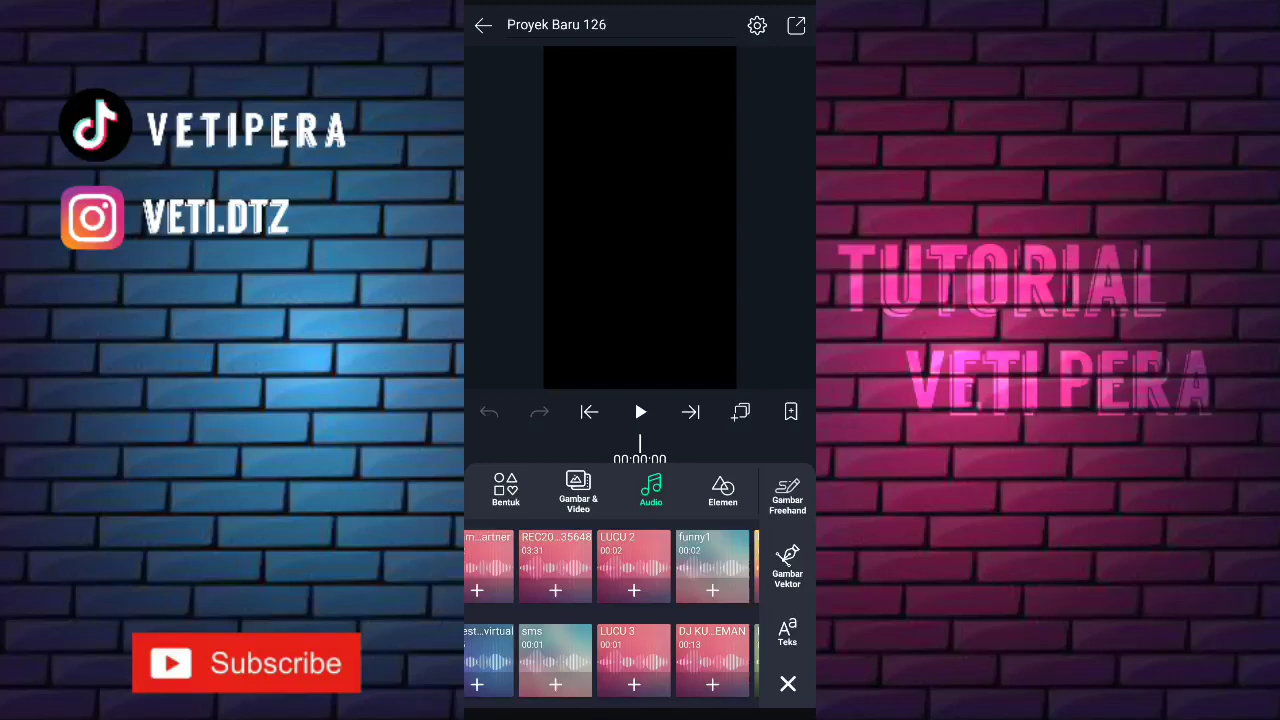 VETIPERA
VETI.DTZ
Subscribe
Proyek Baru 126
00:00:00
Bentuk
Gambar &
Video
Audio
Elemen
Gambar
Freehand
Gambar
Vektor
Teks
m...artner
REC20...35648
03:31
LUCU 2
00:02
funny1
00:02
est...virtual
sms
00:01
LUCU 3
00:01
DJ KU...EMAN
00:13
TUTORIAL
VETI PERA